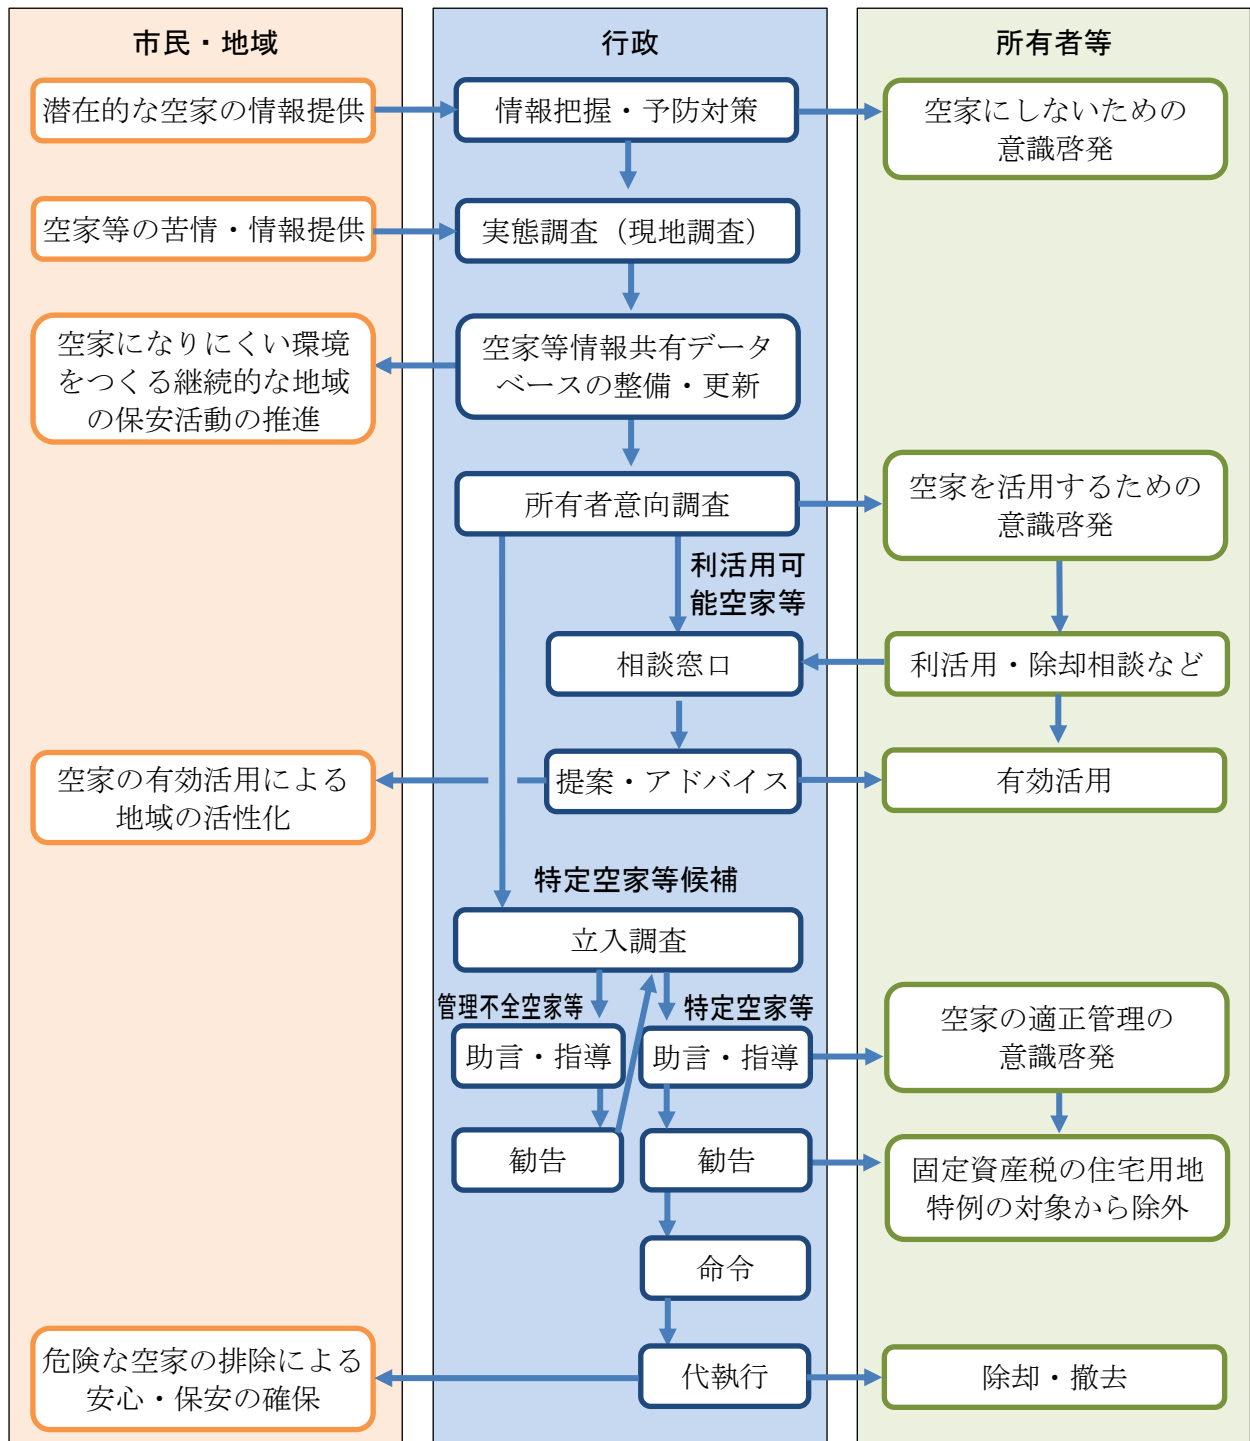 市民・地域
行政
所有者等
潜在的な空家の情報提供
情報把握・予防対策
空家にしないための
意識啓発
空家等の苦情・情報提供
実態調査（現地調査）
空家になりにくい環境
をつくる継続的な地域
の保安活動の推進
空家等情報共有データ
ベースの整備・更新
所有者意向調査
空家を活用するための
意識啓発
利活用可
能空家等
相談窓口
利活用・除却相談など
空家の有効活用による
地域の活性化
提案・アドバイス
有効活用
特定空家等候補
立入調査
管理不全空家等
特定空家等
助言・指導
助言・指導
空家の適正管理の
意識啓発
勧告
勧告
固定資産税の住宅用地
特例の対象から除外
命令
危険な空家の排除による
安心・保安の確保
代執行
除却・撤去